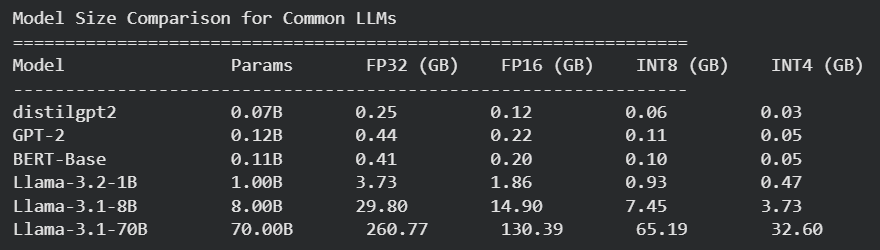 Model Size Comparison for Common LLMs
=================================================================
Model                Params       FP32 (GB)    FP16 (GB)    INT8 (GB)    INT4 (GB)
-----------------------------------------------------------------
distilgpt2           0.07B       0.25         0.12         0.06         0.03
GPT-2                0.12B       0.44         0.22         0.11         0.05
BERT-Base            0.11B       0.41         0.20         0.10         0.05
Llama-3.2-1B         1.00B       3.73         1.86         0.93         0.47
Llama-3.1-8B         8.00B       29.80        14.90        7.45         3.73
Llama-3.1-70B        70.00B       260.77       130.39       65.19        32.60